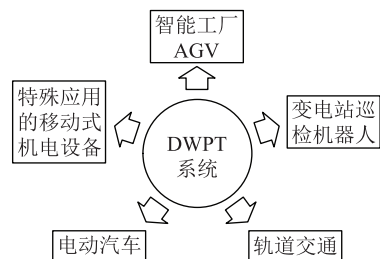 智能工厂
AGV
特殊应用
的移动式
机电设备
变电站巡
检机器人
DWPT
系统
电动汽车
轨道交通